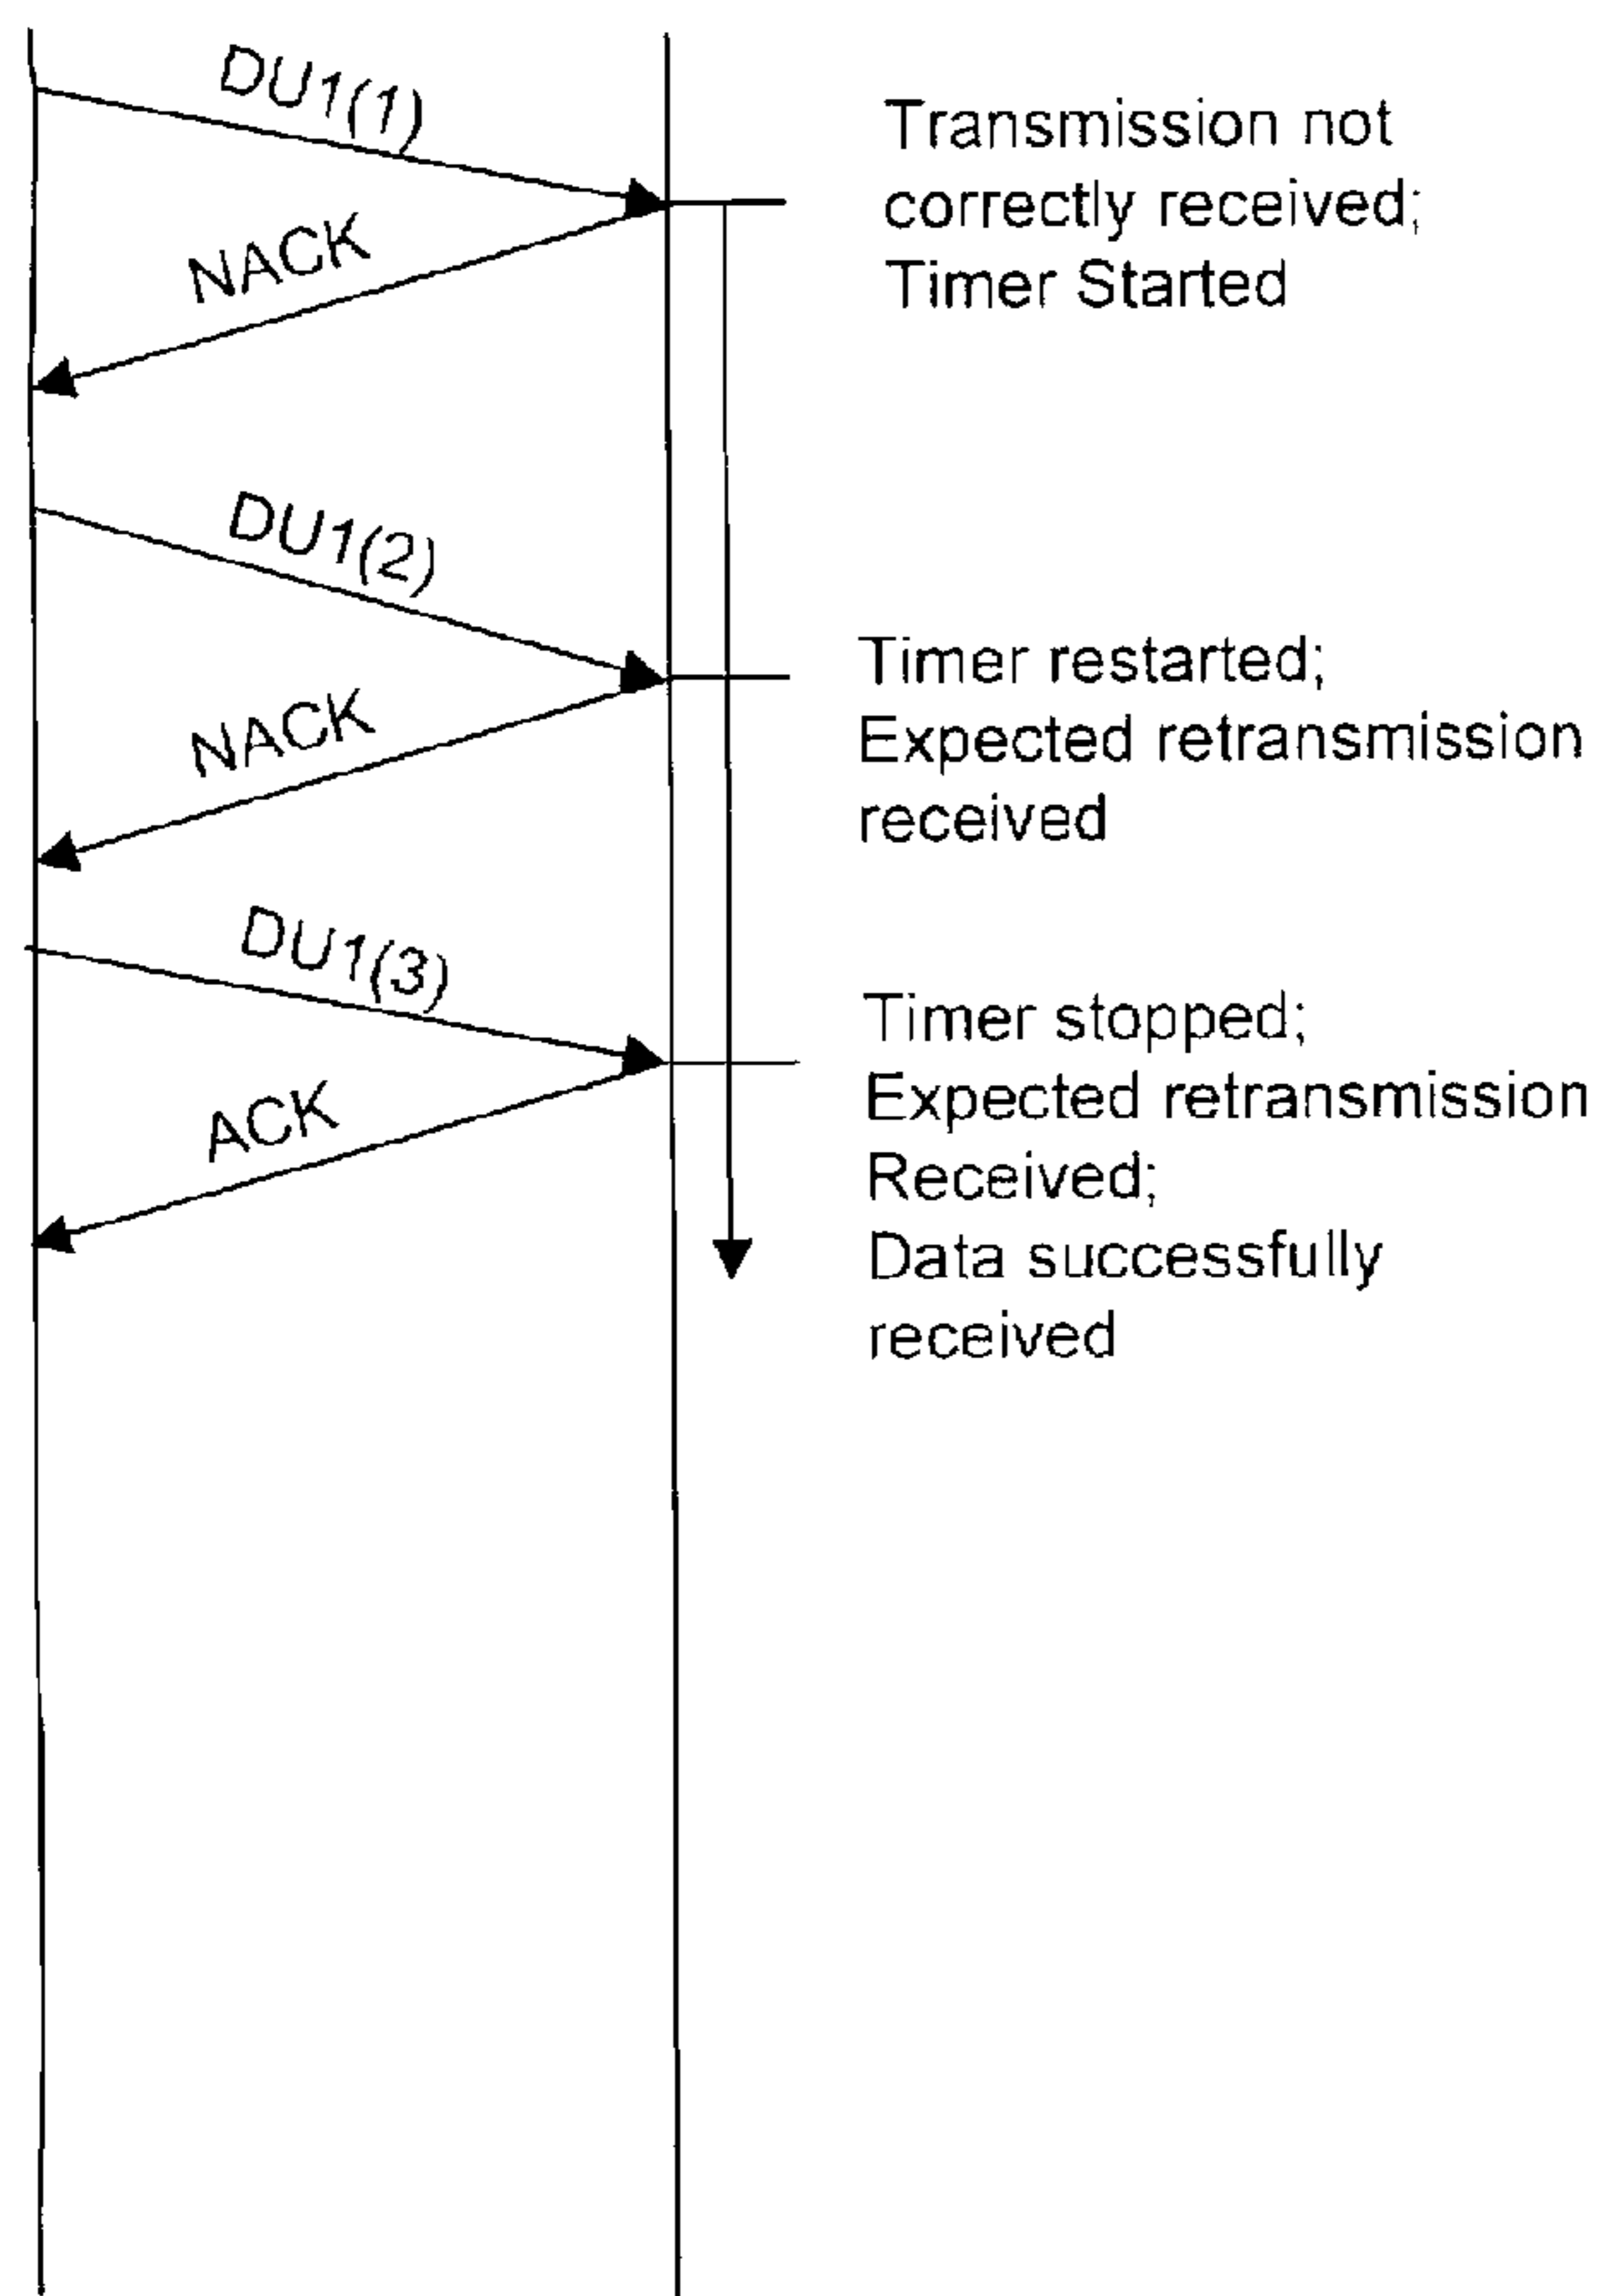 DU1(1)
Transmission not
correctly received;
Timer Started
NACK
DU1(2)
Timer restarted;
Expected retransmission
received
NACK
DU1(3)
Timer stopped;
Expected retransmission
Received;
Data successfully
received
ACK